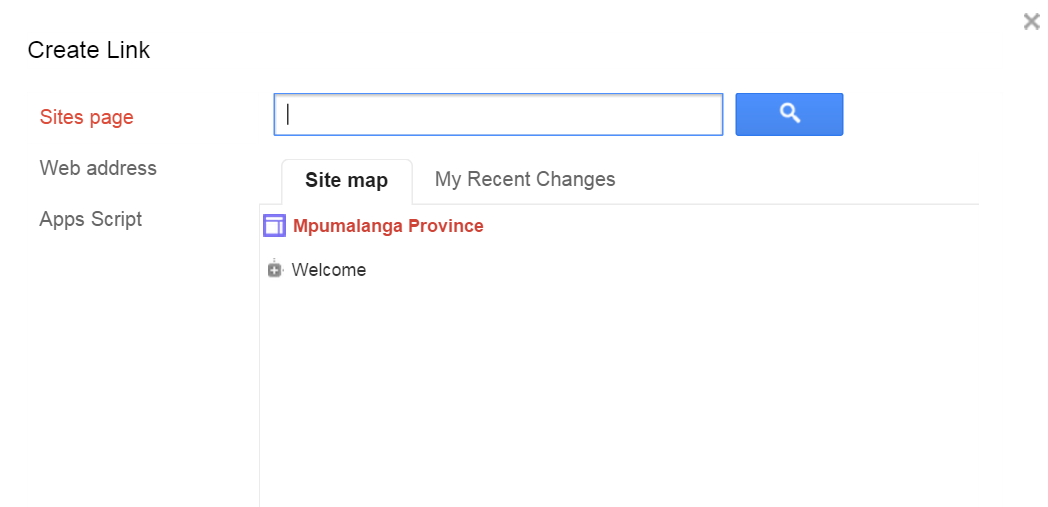 Create Link
Sites page
Web address
Apps Script
Site map
My Recent Changes
Mpumalanga Province
Welcome